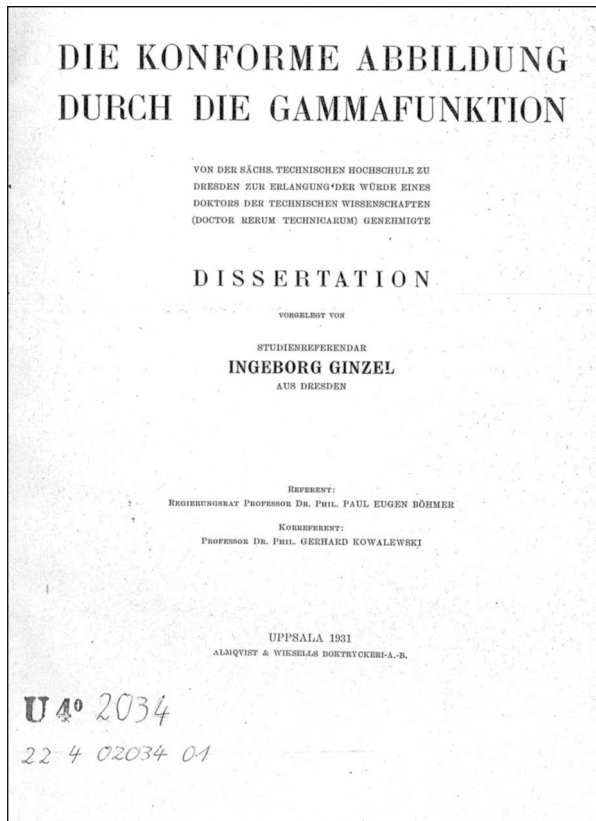 DIE KONFORME ABBILDUNG
DURCH DIE GAMMAFUNKTION
VON DER SÄCHS. TECHNISCHEN HOCHSCHULE ZU
DRESDEN ZUR ERLANGUNG DER WÜRDE EINES
DOKTORS DER TECHNISCHEN WISSENSCHAFTEN
(DOCTOR RERUM TECHNICARUM) GENEHMIGTE
DISSERTATION
VORGELEGT VON
STUDIENREFERENDAR
INGEBORG GINZEL
AUS DRESDEN
REFERENT:
REGIERUNGSRAT PROFESSOR DR. PHIL. PAUL EUGEN BÖHMER
KORREFERENT:
PROFESSOR DR. PHIL. GERHARD KOWALEWSKI
UPPSALA 1931
ALMQVIST & WIKSELLS BOKTRYCKERI-A.-B.
U 4⁰ 2034
22 4 02034 01